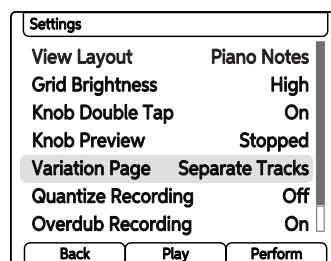 Settings
View Layout Piano Notes
Grid Brightness High
Knob Double Tap On
Knob Preview Stopped
Variation Page Separate Tracks
Quantize Recording Off
Overdub Recording On
Back Play Perform